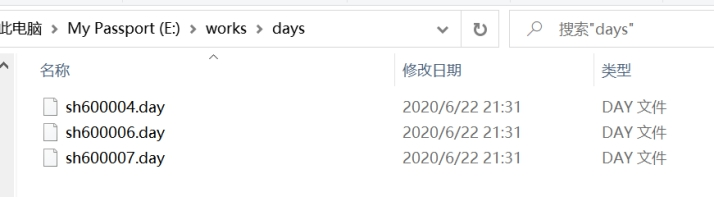 此电脑 > My Passport (E:) > works > days 搜索"days"
名称 修改日期 类型
sh600004.day 2020/6/22 21:31 DAY 文件
sh600006.day 2020/6/22 21:31 DAY 文件
sh600007.day 2020/6/22 21:31 DAY 文件